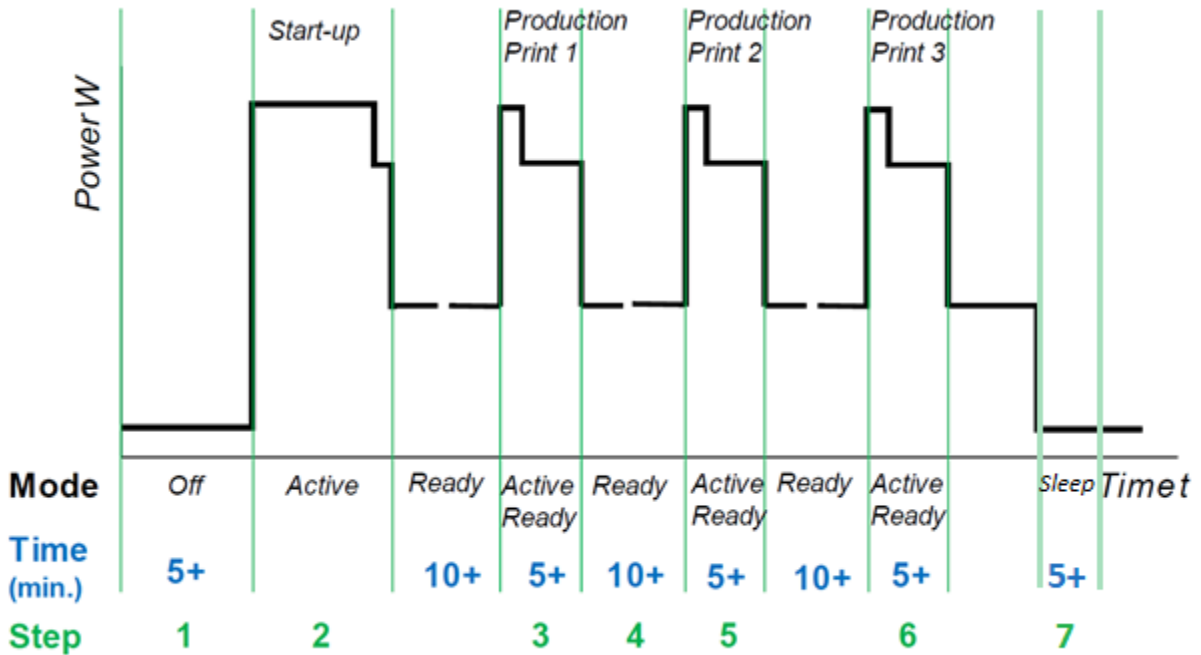 Start-up
Production
Print 1
Production
Print 2
Production
Print 3
Power W
Mode Off Active Ready Active Ready Ready Active Ready Ready Active Ready Sleep Time t
Time
(min.) 5+ 10+ 5+ 10+ 5+ 10+ 5+ 5+
Step 1 2 3 4 5 6 7